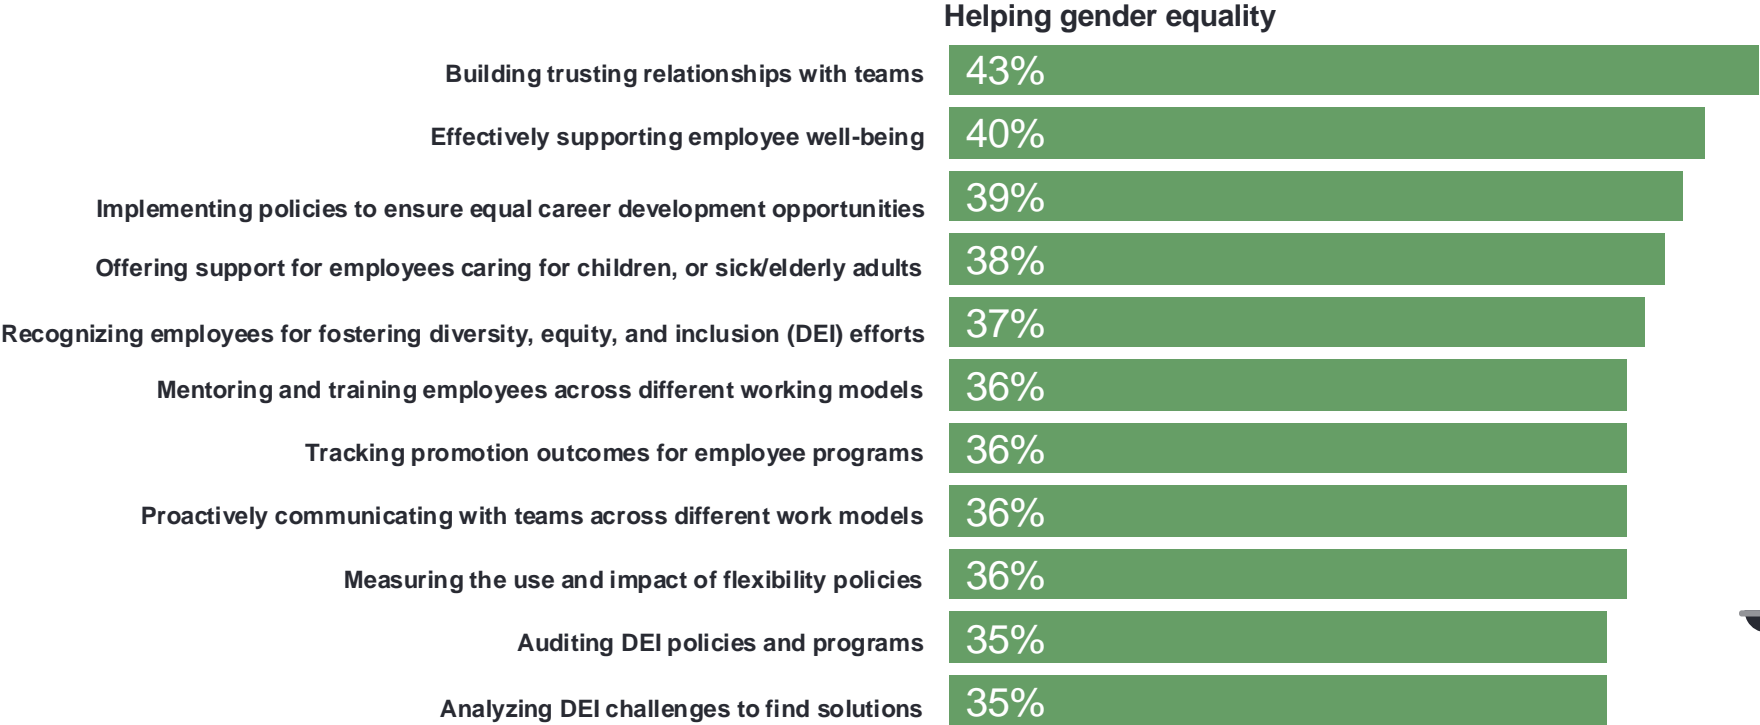 Helping gender equality
Building trusting relationships with teams 43%
Effectively supporting employee well-being 40%
Implementing policies to ensure equal career development opportunities 39%
Offering support for employees caring for children, or sick/elderly adults 38%
Recognizing employees for fostering diversity, equity, and inclusion (DEI) efforts 37%
Mentoring and training employees across different working models 36%
Tracking promotion outcomes for employee programs 36%
Proactively communicating with teams across different work models 36%
Measuring the use and impact of flexibility policies 36%
Auditing DEI policies and programs 35%
Analyzing DEI challenges to find solutions 35%